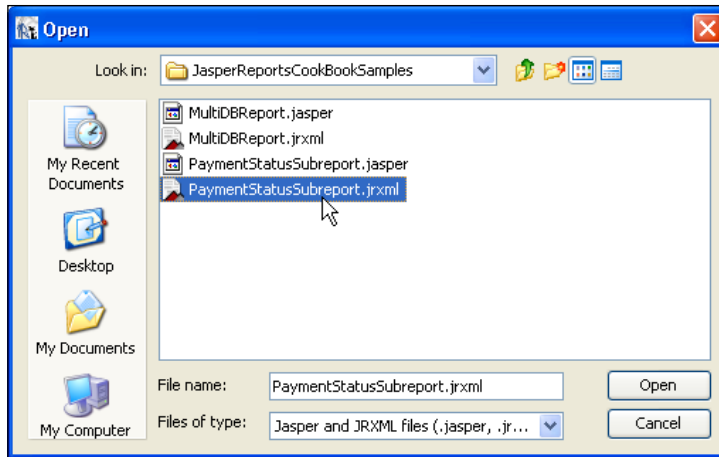 Open
Look in: JasperReportsCookBookSamples
MultiDBReport.jasper
MultiDBReport.jrxml
PaymentStatusSubreport.jasper
PaymentStatusSubreport.jrxml
My Recent
Documents
Desktop
My Documents
My Computer
File name: PaymentStatusSubreport.jrxml Open
Files of type: Jasper and JRXML files (.jasper, .jr... Cancel